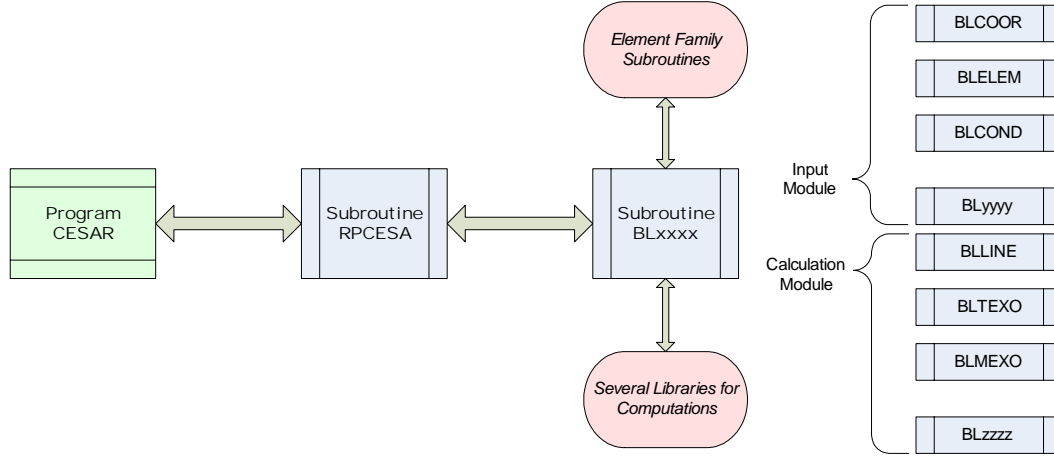 Element Family
Subroutines
Program
CESAR
Subroutine
RPCESA
Subroutine
BLxxxx
Several Libraries for
Computations
Input
Module
BLCOOR
BLELEM
BLCOND
BLyyyy
Calculation
Module
BLLINE
BLTEXO
BLMEXO
BLzzzz